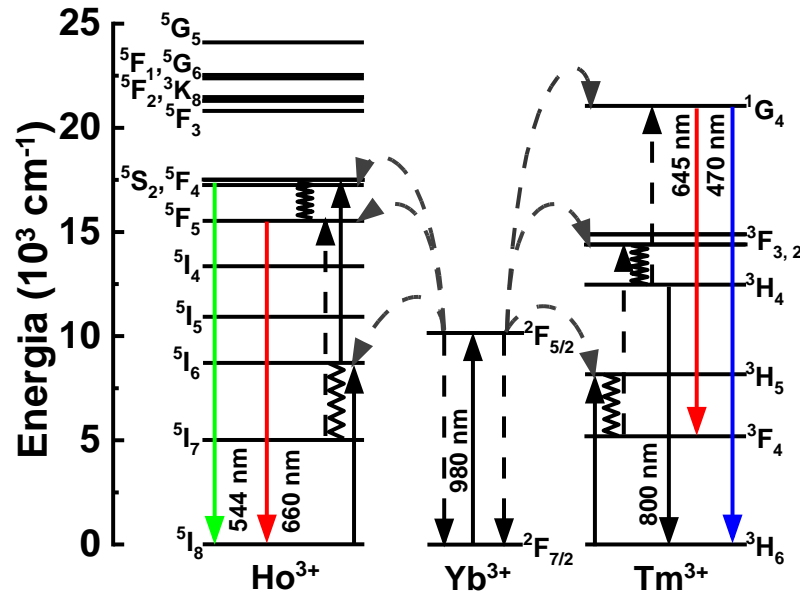 Energia (10³ cm⁻¹)
25
20
15
10
5
0
⁵G₅
⁵F₁,⁵G₆
⁵F₂,³K₈
⁵F₃
⁵S₂,⁵F₄
⁵F₅
⁵I₄
⁵I₅
⁵I₆
⁵I₇
⁵I₈
544 nm
660 nm
Ho³⁺
²F₅/₂
980 nm
²F₇/₂
Yb³⁺
¹G₄
645 nm
470 nm
³F₃, ₂
³H₄
³H₅
³F₄
800 nm
³H₆
Tm³⁺